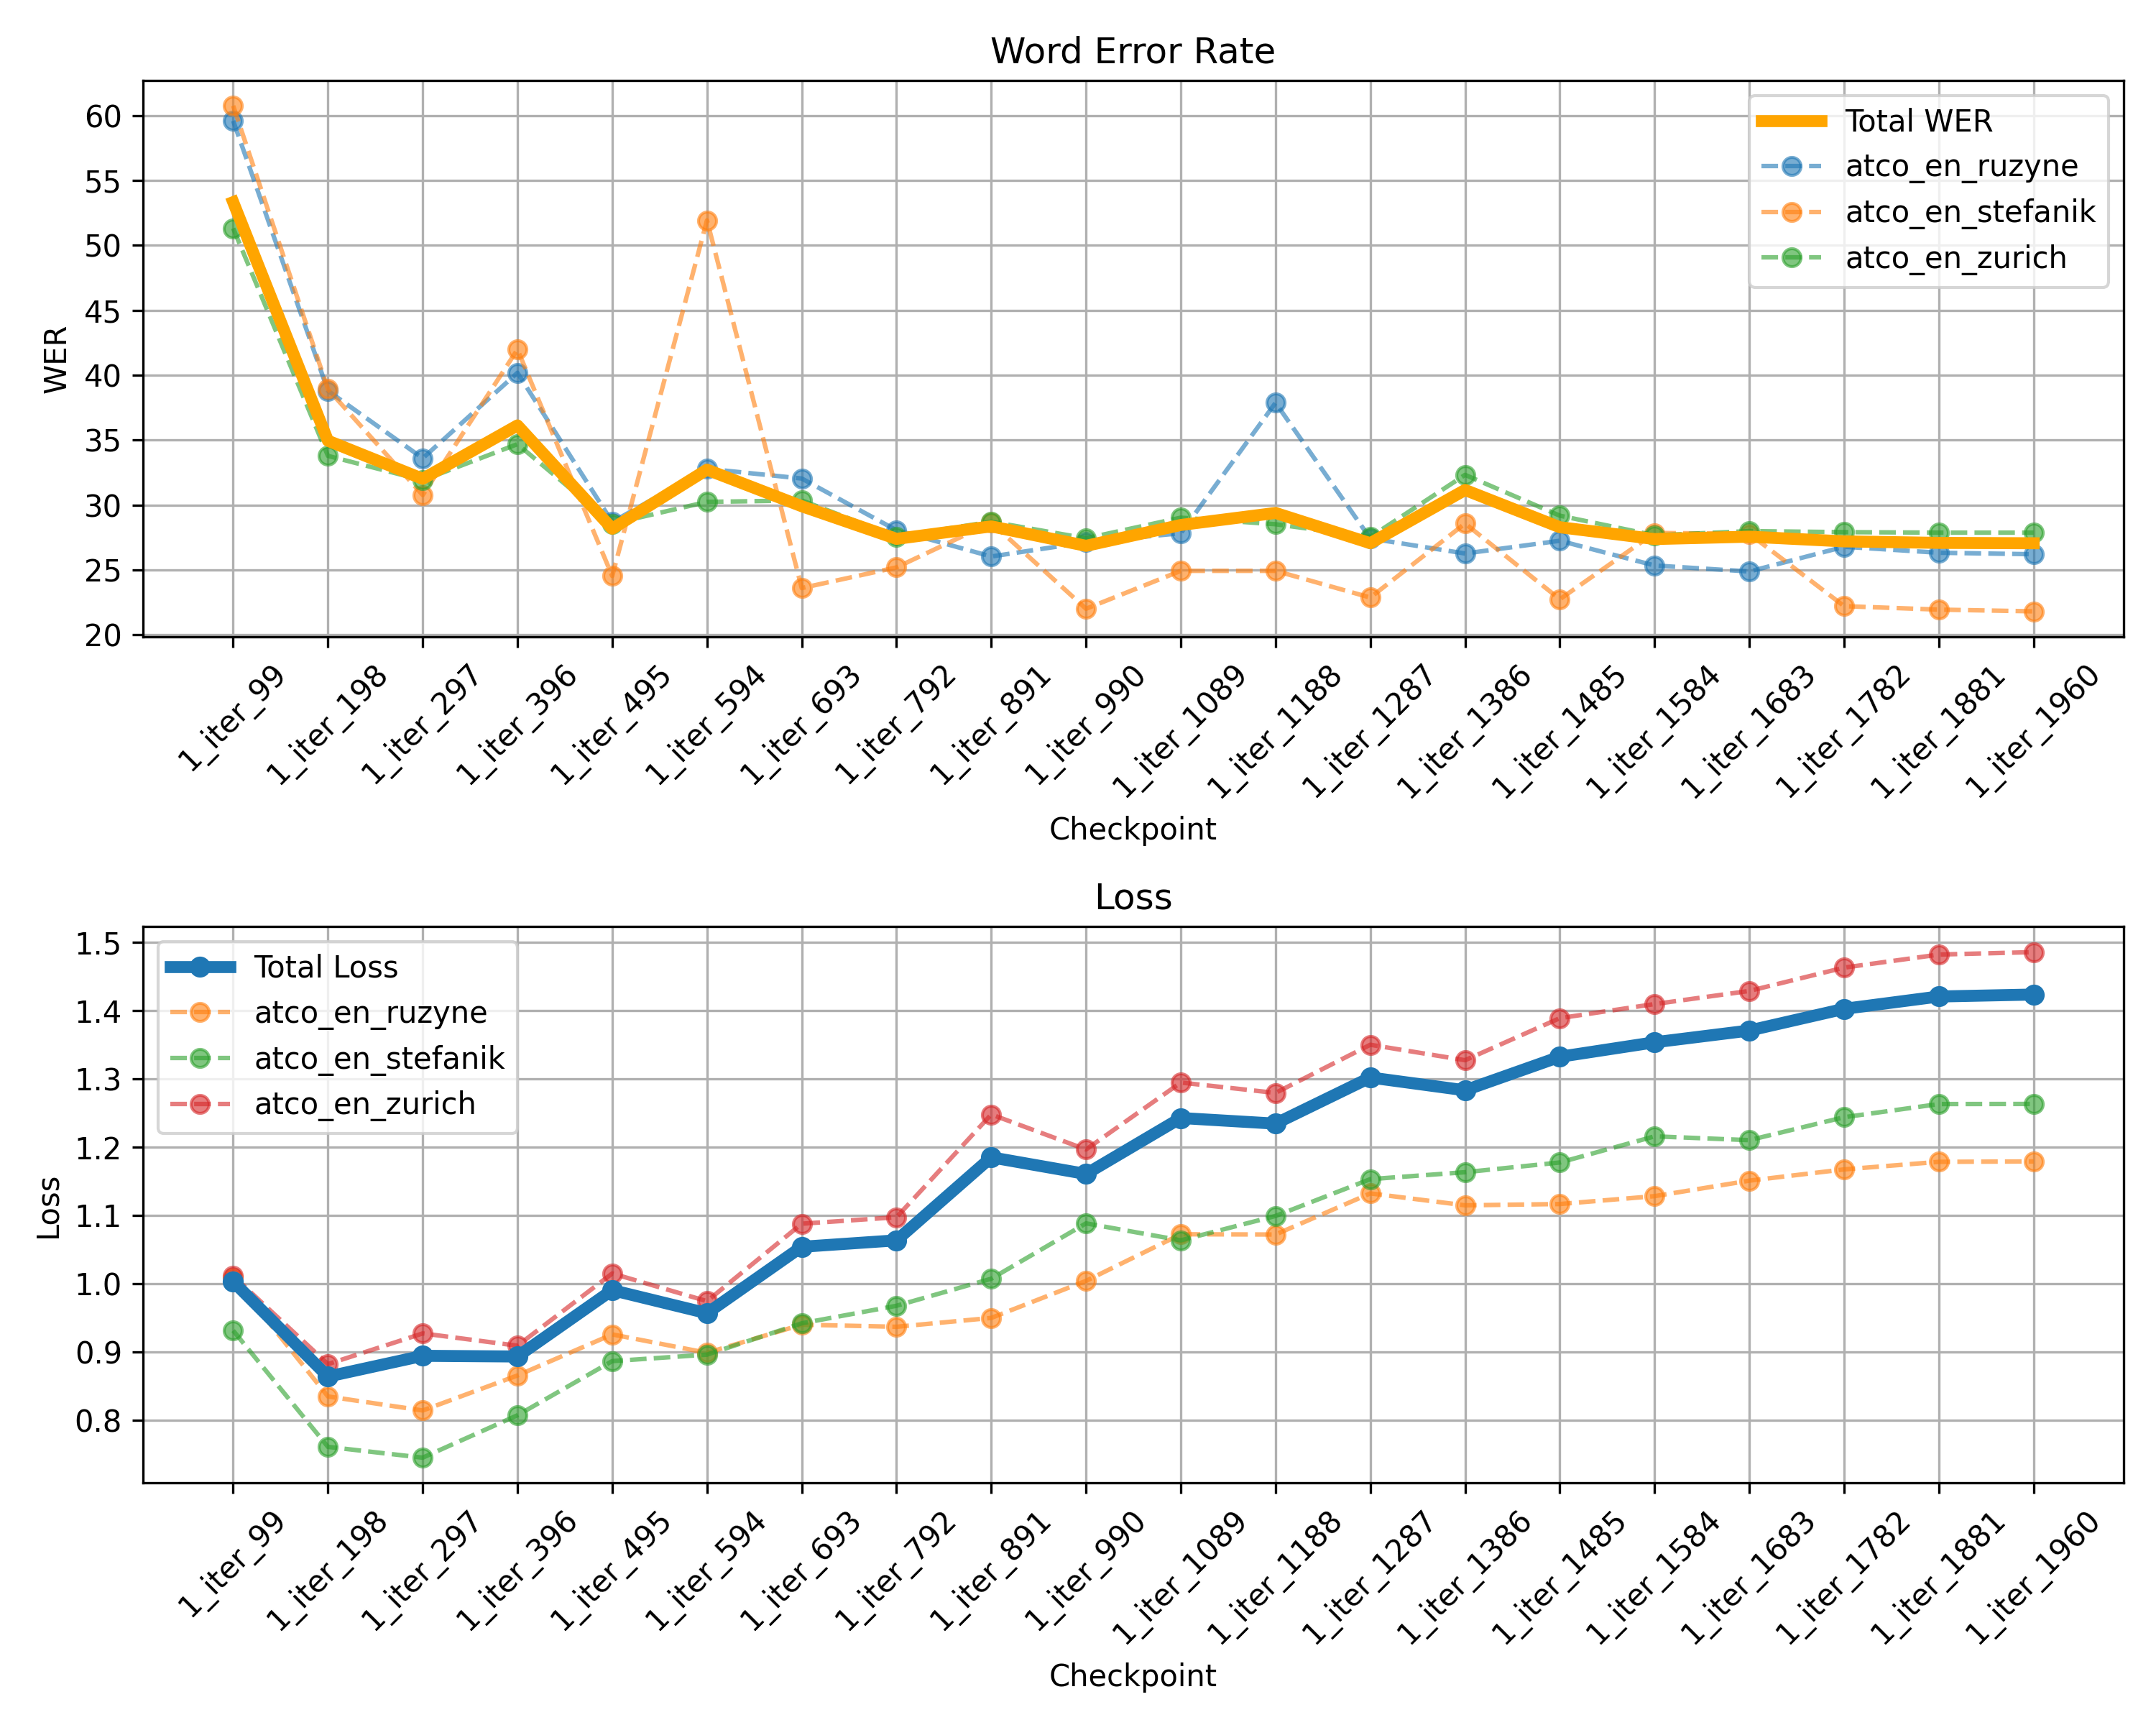 Word Error Rate
WER
60
55
50
45
40
35
30
25
20
Total WER
atco_en_ruzyne
atco_en_stefanik
atco_en_zurich
1_iter_99
1_iter_198
1_iter_297
1_iter_396
1_iter_495
1_iter_594
1_iter_693
1_iter_792
1_iter_891
1_iter_990
1_iter_1089
1_iter_1188
1_iter_1287
1_iter_1386
1_iter_1485
1_iter_1584
1_iter_1683
1_iter_1782
1_iter_1881
1_iter_1960
Checkpoint
Loss
Loss
1.5
1.4
1.3
1.2
1.1
1.0
0.9
0.8
Total Loss
atco_en_ruzyne
atco_en_stefanik
atco_en_zurich
1_iter_99
1_iter_198
1_iter_297
1_iter_396
1_iter_495
1_iter_594
1_iter_693
1_iter_792
1_iter_891
1_iter_990
1_iter_1089
1_iter_1188
1_iter_1287
1_iter_1386
1_iter_1485
1_iter_1584
1_iter_1683
1_iter_1782
1_iter_1881
1_iter_1960
Checkpoint